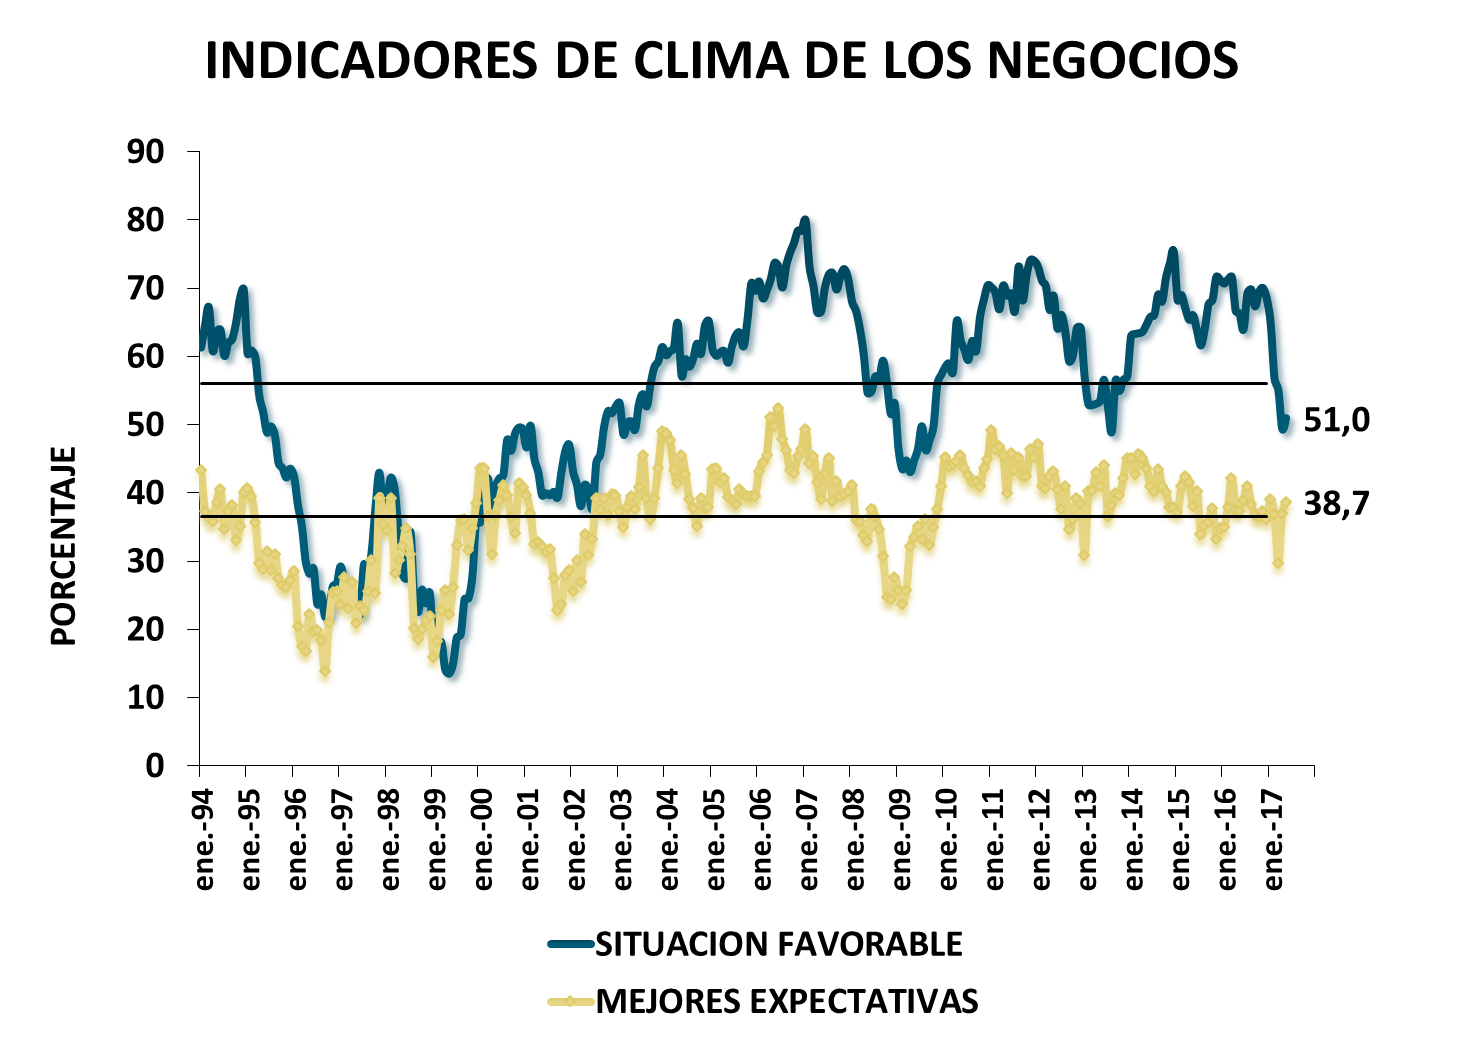 INDICADORES DE CLIMA DE LOS NEGOCIOS
90
80
70
60
50
40
30
20
10
0
PORCENTAJE
51,0
38,7
ene.-94
ene.-95
ene.-96
ene.-97
ene.-98
ene.-99
ene.-00
ene.-01
ene.-02
ene.-03
ene.-04
ene.-05
ene.-06
ene.-07
ene.-08
ene.-09
ene.-10
ene.-11
ene.-12
ene.-13
ene.-14
ene.-15
ene.-16
ene.-17
SITUACION FAVORABLE
MEJORES EXPECTATIVAS